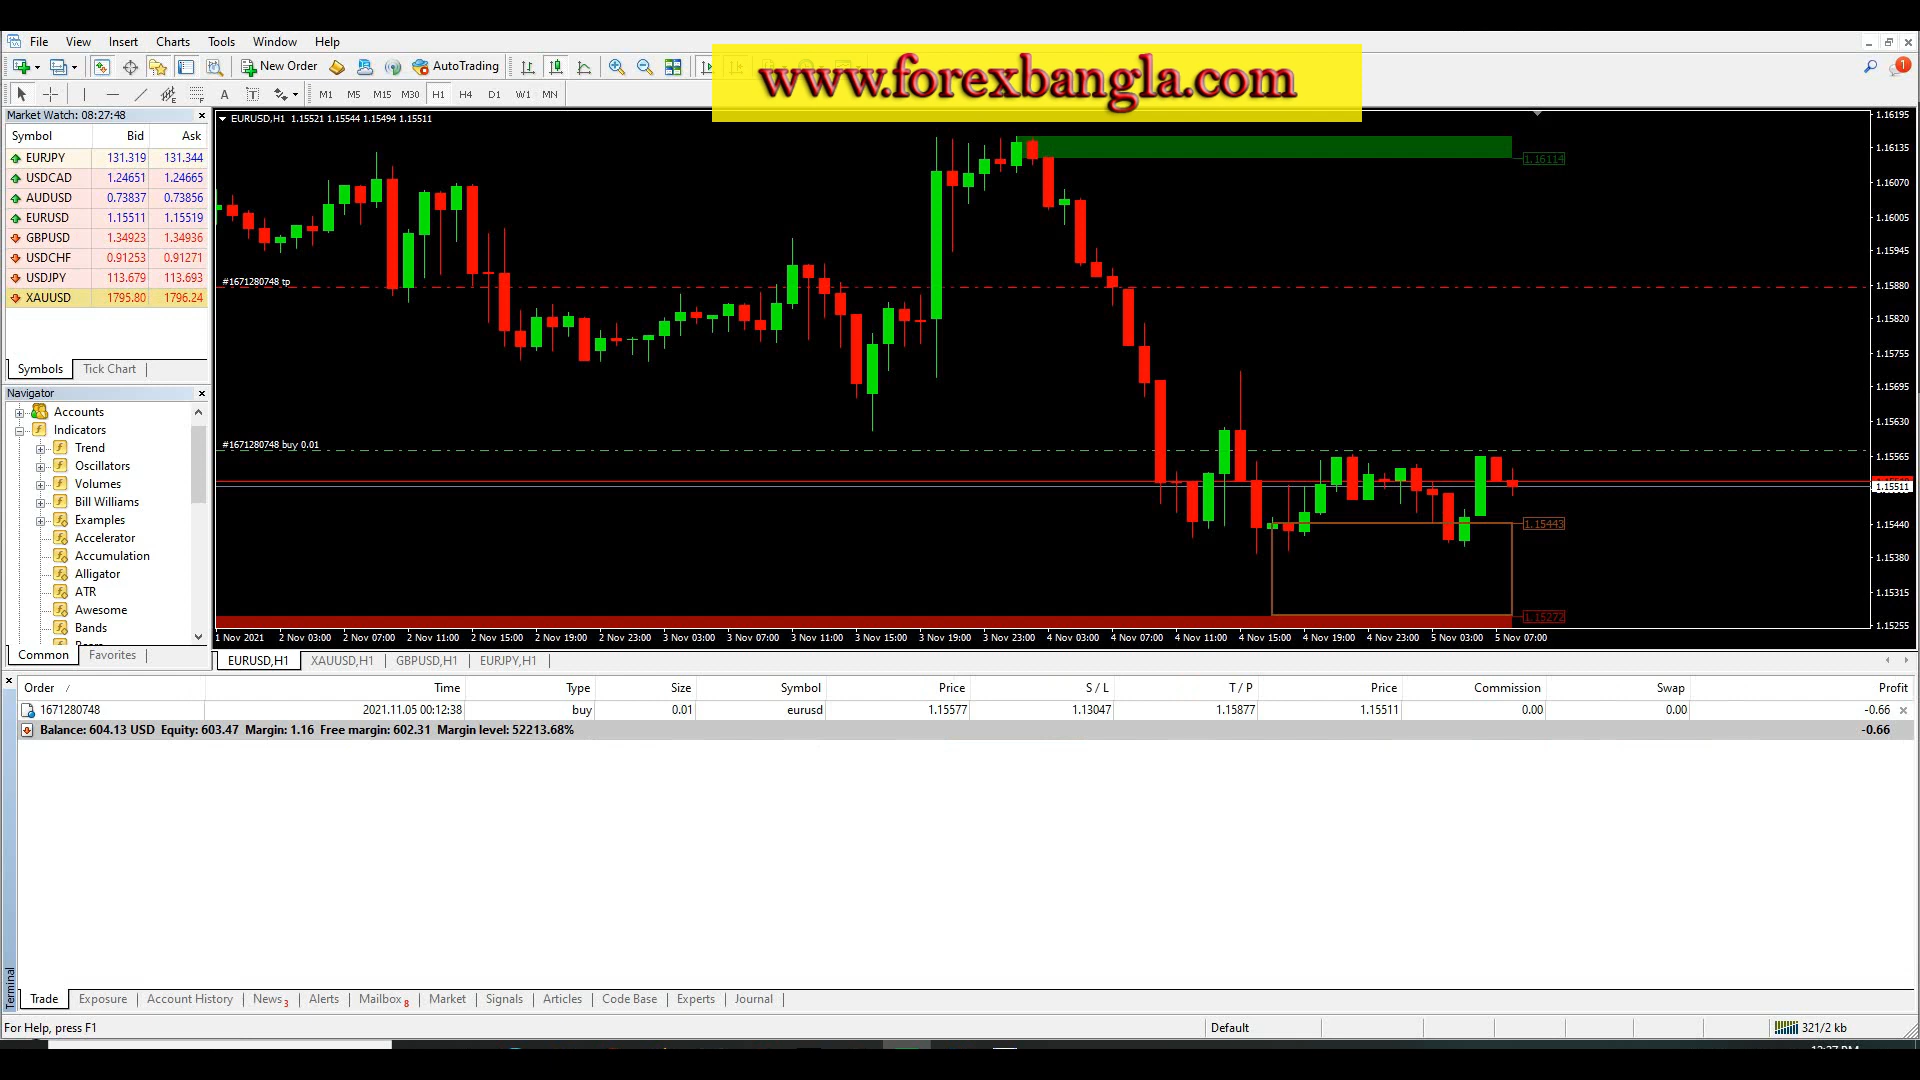 File View Insert Charts Tools Window Help
www.forexbangla.com
New Order AutoTrading
1
A T M1 M5 M15 M30 H1 H4 D1 W1 MN
Market Watch: 08:27:48
Symbol Bid Ask
EURJPY 131.319 131.344
USDCAD 1.24651 1.24665
AUDUSD 0.73837 0.73856
EURUSD 1.15511 1.15519
GBPUSD 1.34923 1.34936
USDCHF 0.91253 0.91271
USDJPY 113.679 113.693
XAUUSD 1795.80 1796.24
Symbols Tick Chart
Navigator
Accounts
Indicators
Trend
Oscillators
Volumes
Bill Williams
Examples
Accelerator
Accumulation
Alligator
ATR
Awesome
Bands
Common Favorites
EURUSD,H1 1.15521 1.15544 1.15494 1.15511
1.16114
#1671280748 tp
#1671280748 buy 0.01
1.15443
1.15272
1.16195
1.16135
1.16070
1.16005
1.15945
1.15880
1.15820
1.15755
1.15695
1.15630
1.15565
1.15511
1.15440
1.15380
1.15315
1.15255
1 Nov 2021 2 Nov 03:00 2 Nov 07:00 2 Nov 11:00 2 Nov 15:00 2 Nov 19:00 2 Nov 23:00 3 Nov 03:00 3 Nov 07:00 3 Nov 11:00 3 Nov 15:00 3 Nov 19:00 3 Nov 23:00 4 Nov 03:00 4 Nov 07:00 4 Nov 11:00 4 Nov 15:00 4 Nov 19:00 4 Nov 23:00 5 Nov 03:00 5 Nov 07:00
EURUSD,H1 XAUUSD,H1 GBPUSD,H1 EURJPY,H1
Order / Time Type Size Symbol Price S / L T / P Price Commission Swap Profit
1671280748 2021.11.05 00:12:38 buy 0.01 eurusd 1.15577 1.13047 1.15877 1.15511 0.00 0.00 -0.66
Balance: 604.13 USD Equity: 603.47 Margin: 1.16 Free margin: 602.31 Margin level: 52213.68% -0.66
Terminal
Trade Exposure Account History News 3 Alerts Mailbox 8 Market Signals Articles Code Base Experts Journal
For Help, press F1 Default 321/2 kb